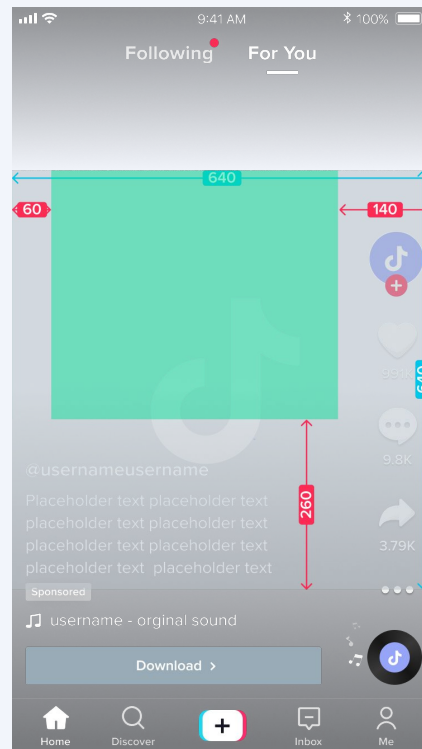 9:41 AM
100%
Following
For You
640
60
140
640
99K
9.8K
@usernameusername
Placeholder text placeholder text
placeholder text placeholder text
placeholder text placeholder text
placeholder text  placeholder text
260
3.79K
Sponsored
username - orginal sound
Download >
Home
Discover
Inbox
Me